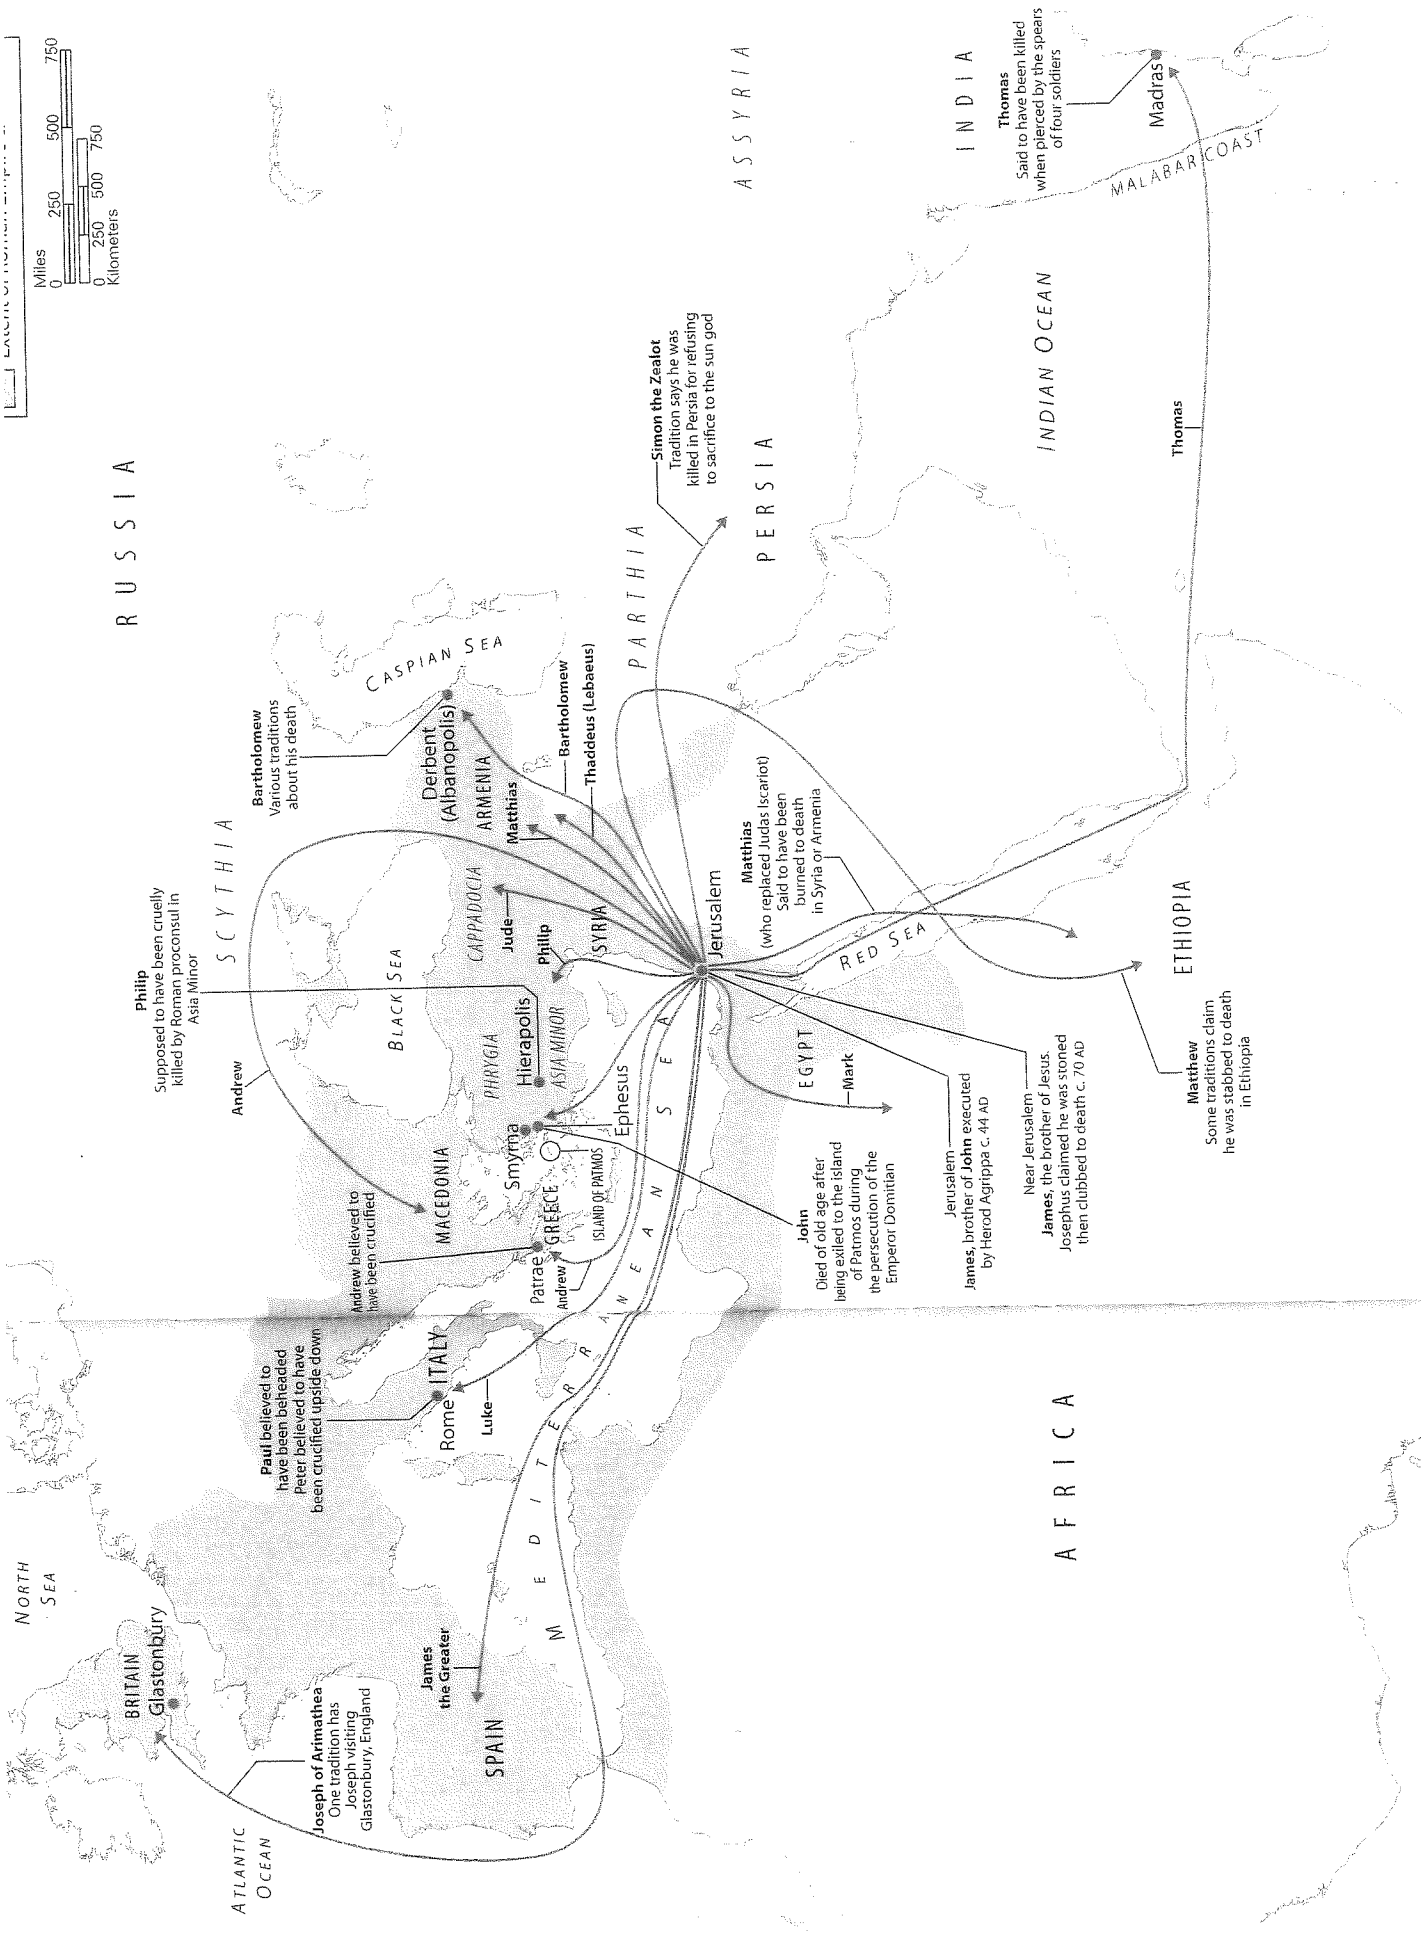 Miles
0 250 500 750
0 250 500 750
Kilometers
NORTH
SEA
BRITAIN
Glastonbury
ATLANTIC
OCEAN
Joseph of Arimathea
One tradition has
Joseph visiting
Glastonbury, England
SPAIN
James
the Greater
Paul believed to
have been beheaded
Peter believed to have
been crucified upside down
ITALY
Rome
Luke
MEDITERRANEAN SEA
AFRICA
Andrew believed to
have been crucified
MACEDONIA
GREECE
Patrae
Andrew
Smyrna
ISLAND OF PATMOS
Ephesus
John
Died of old age after
being exiled to the island
of Patmos during
the persecution of the
Emperor Domitian
Andrew
Philip
Supposed to have been cruelly
killed by Roman proconsul in
Asia Minor
SCYTHIA
BLACK SEA
PHRYGIA
Hierapolis
ASIA MINOR
CAPPADOCIA
Jude
Philip
SYRIA
Jerusalem
EGYPT
Mark
Jerusalem
James, brother of John executed
by Herod Agrippa c. 44 AD
Near Jerusalem
James, the brother of Jesus.
Josephus claimed he was stoned
then clubbed to death c. 70 AD
RED SEA
ETHIOPIA
Matthew
Some traditions claim
he was stabbed to death
in Ethiopia
Matthias
(who replaced Judas Iscariot)
Said to have been
burned to death
in Syria or Armenia
Bartholomew
Various traditions
about his death
Derbent
(Albanopolis)
ARMENIA
Matthias
Bartholomew
Thaddeus (Lebaeus)
CASPIAN SEA
RUSSIA
PARTHIA
Simon the Zealot
Tradition says he was
killed in Persia for refusing
to sacrifice to the sun god
PERSIA
ASSYRIA
INDIA
INDIAN OCEAN
Thomas
Thomas
Said to have been killed
when pierced by the spears
of four soldiers
Madras
MALABAR COAST